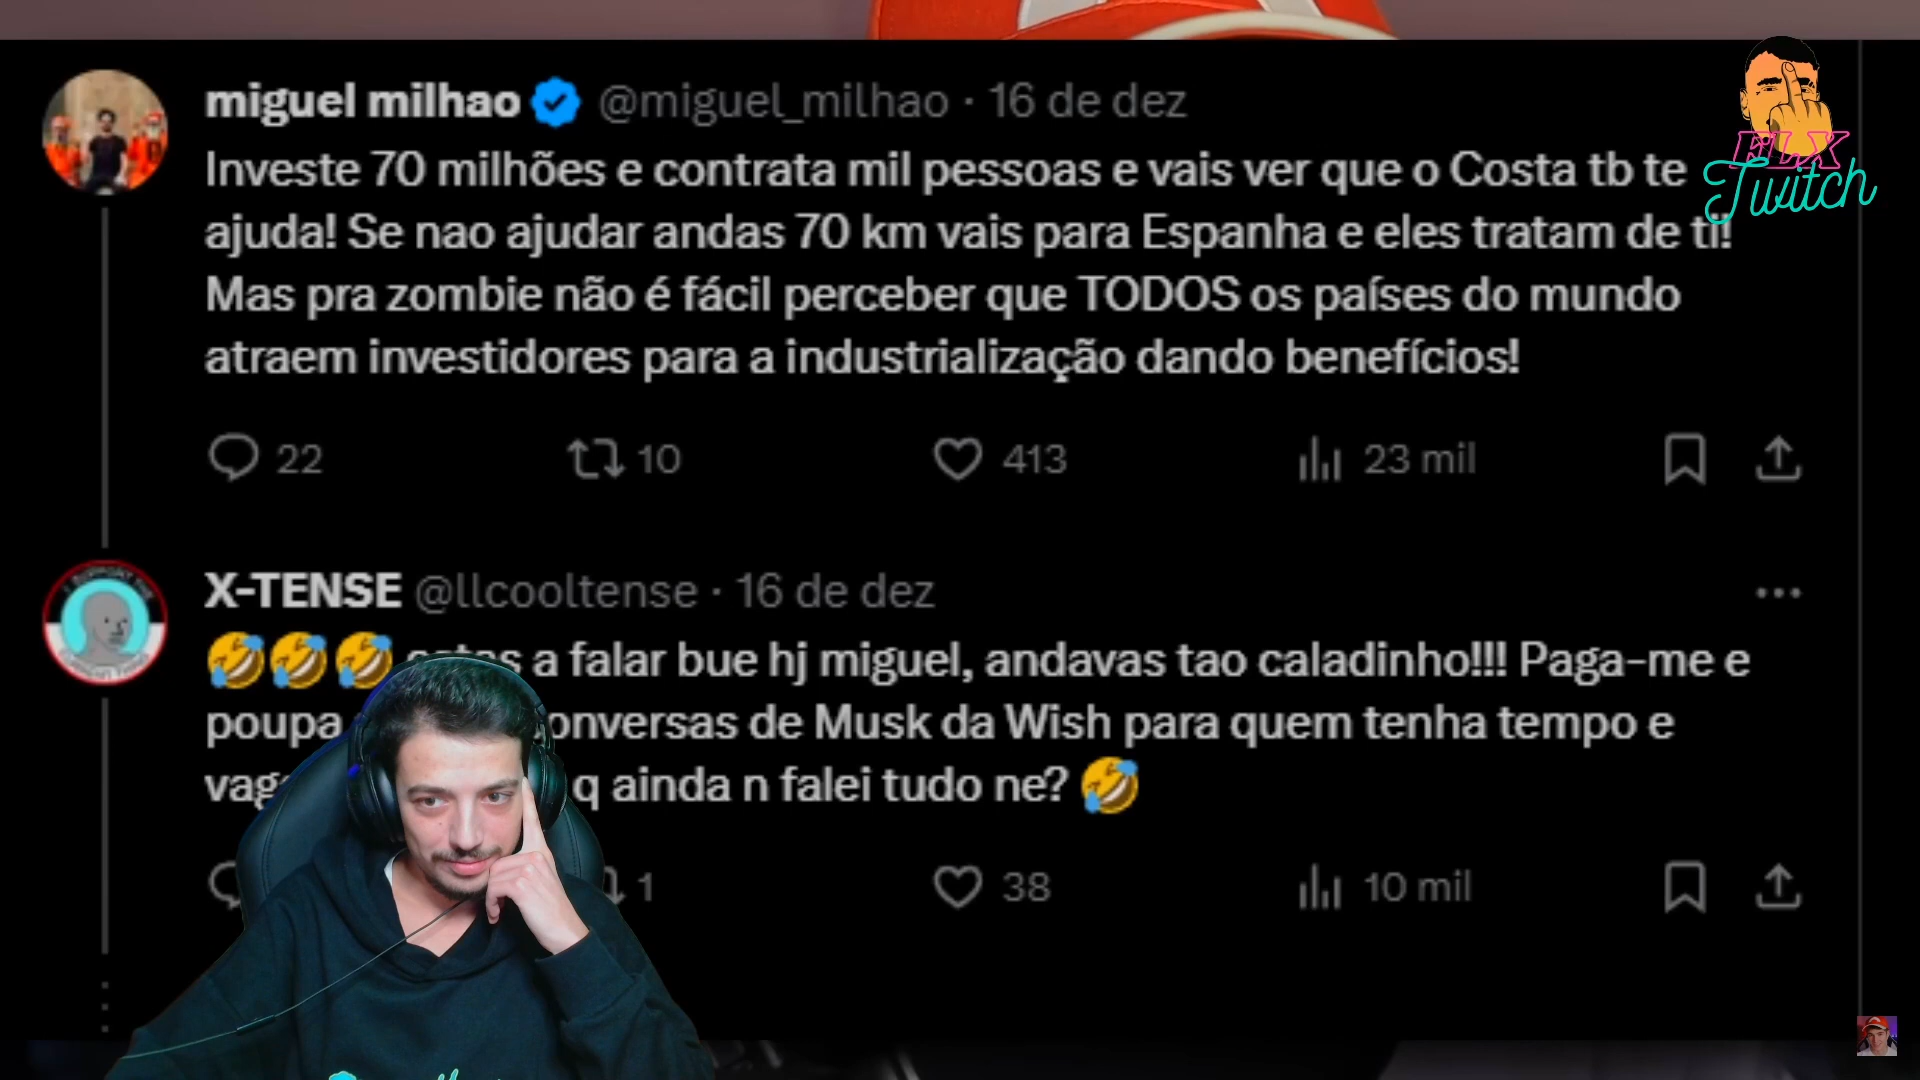 miguel milhao @miguel_milhao · 16 de dez
Investe 70 milhões e contrata mil pessoas e vais ver que o Costa tb te
ajuda! Se nao ajudar andas 70 km vais para Espanha e eles tratam de ti!
Mas pra zombie não é fácil perceber que TODOS os países do mundo
atraem investidores para a industrialização dando benefícios!
22 10 413 23 mil
X-TENSE @llcooltense · 16 de dez
🤣🤣🤣 a falar bue hj miguel, andavas tao caladinho!!! Paga-me e
poupa onversas de Musk da Wish para quem tenha tempo e
q ainda n falei tudo ne? 🤣
1 38 10 mil
FLX
Twitch